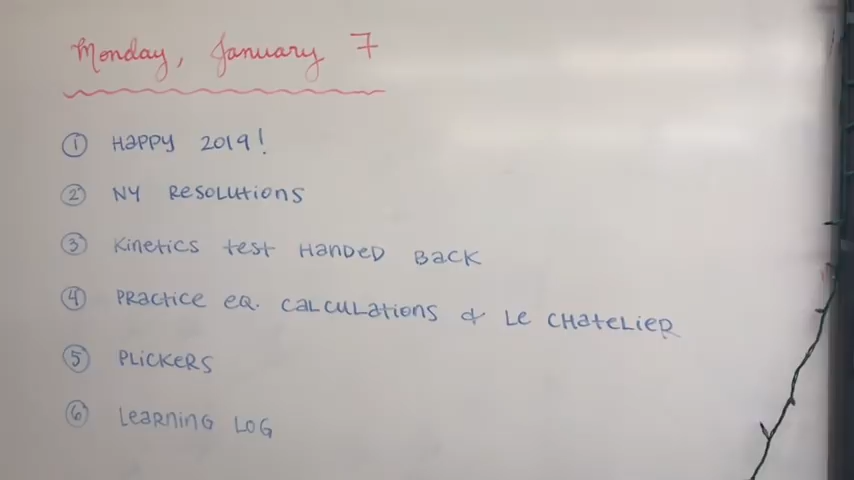 Monday, January 7
① HAPPY 2019!
② NY RESOLUTIONS
③ KINETICS TEST HANDED BACK
④ PRACTICE EQ. CALCULATIONS & LE CHATELIER
⑤ PLICKERS
⑥ LEARNING LOG